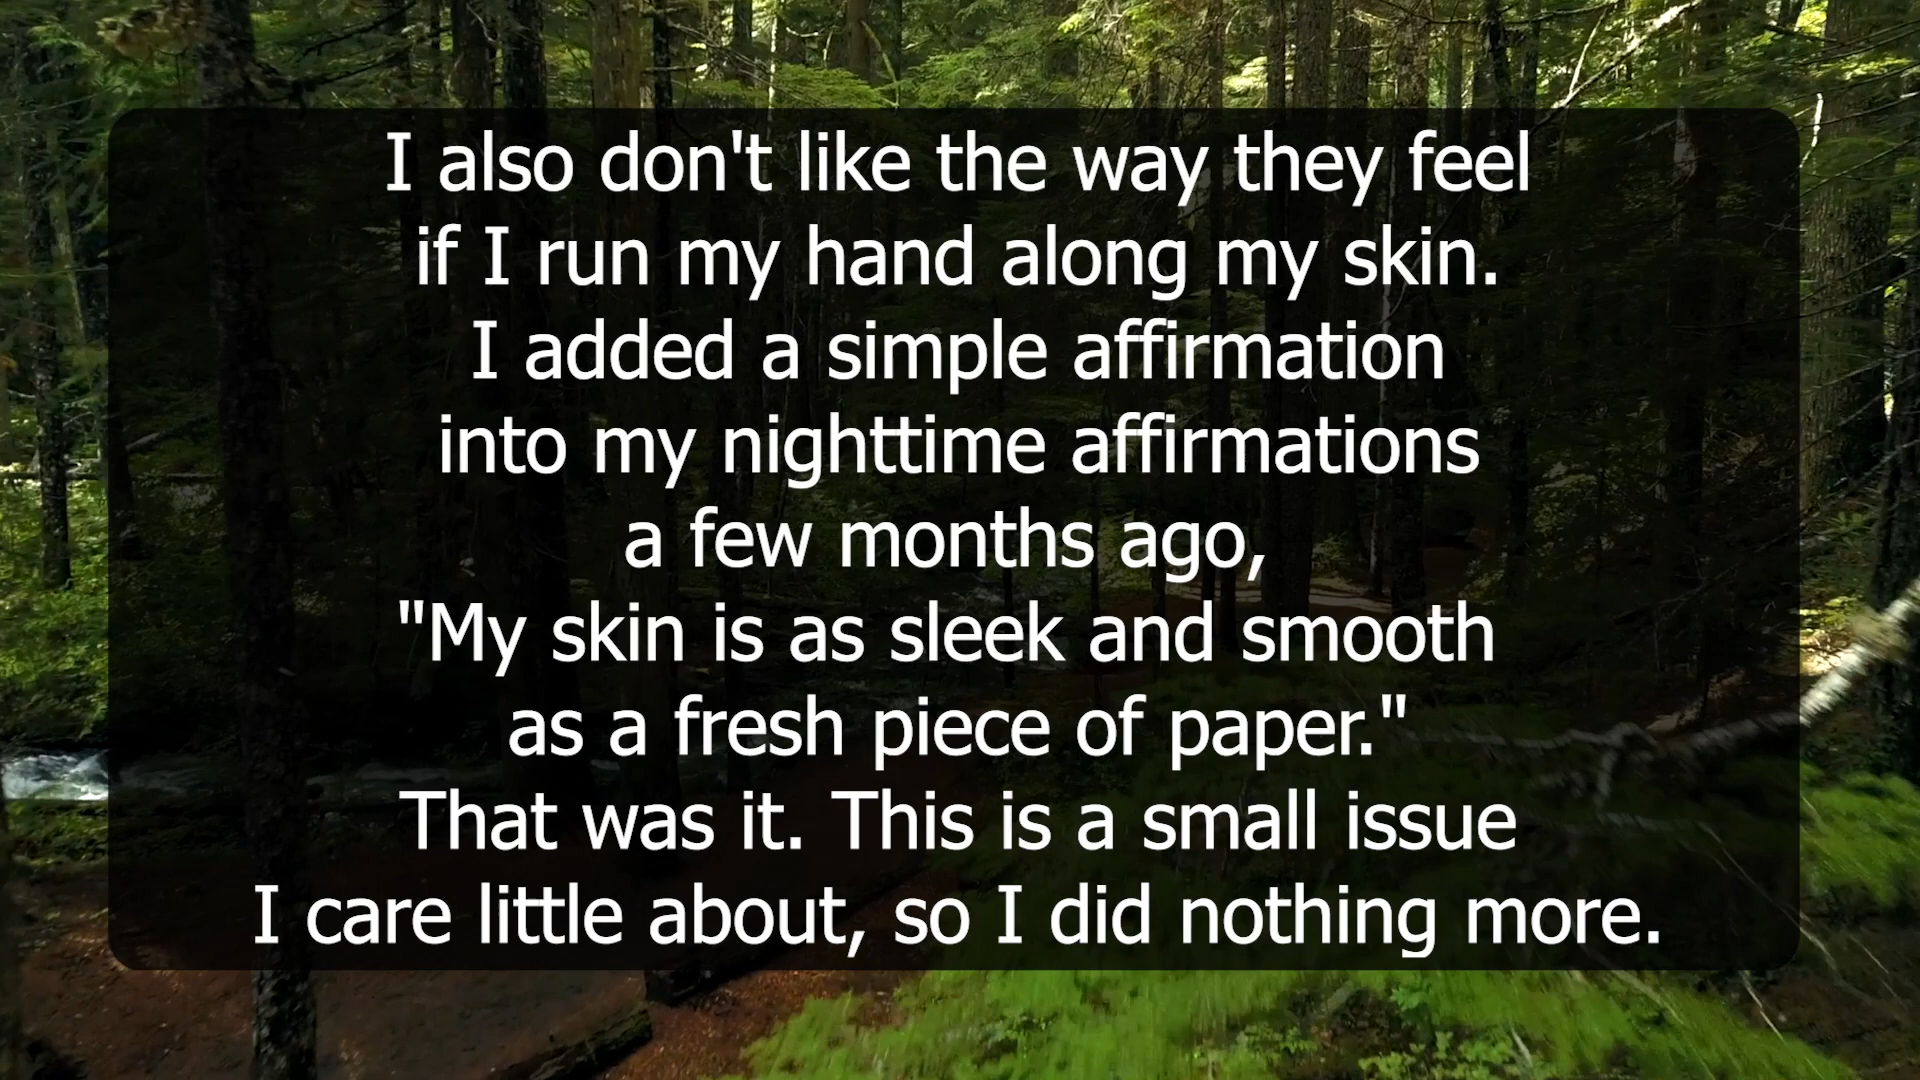 I also don't like the way they feel
if I run my hand along my skin.
I added a simple affirmation
into my nighttime affirmations
a few months ago,
"My skin is as sleek and smooth
as a fresh piece of paper."
That was it. This is a small issue
I care little about, so I did nothing more.